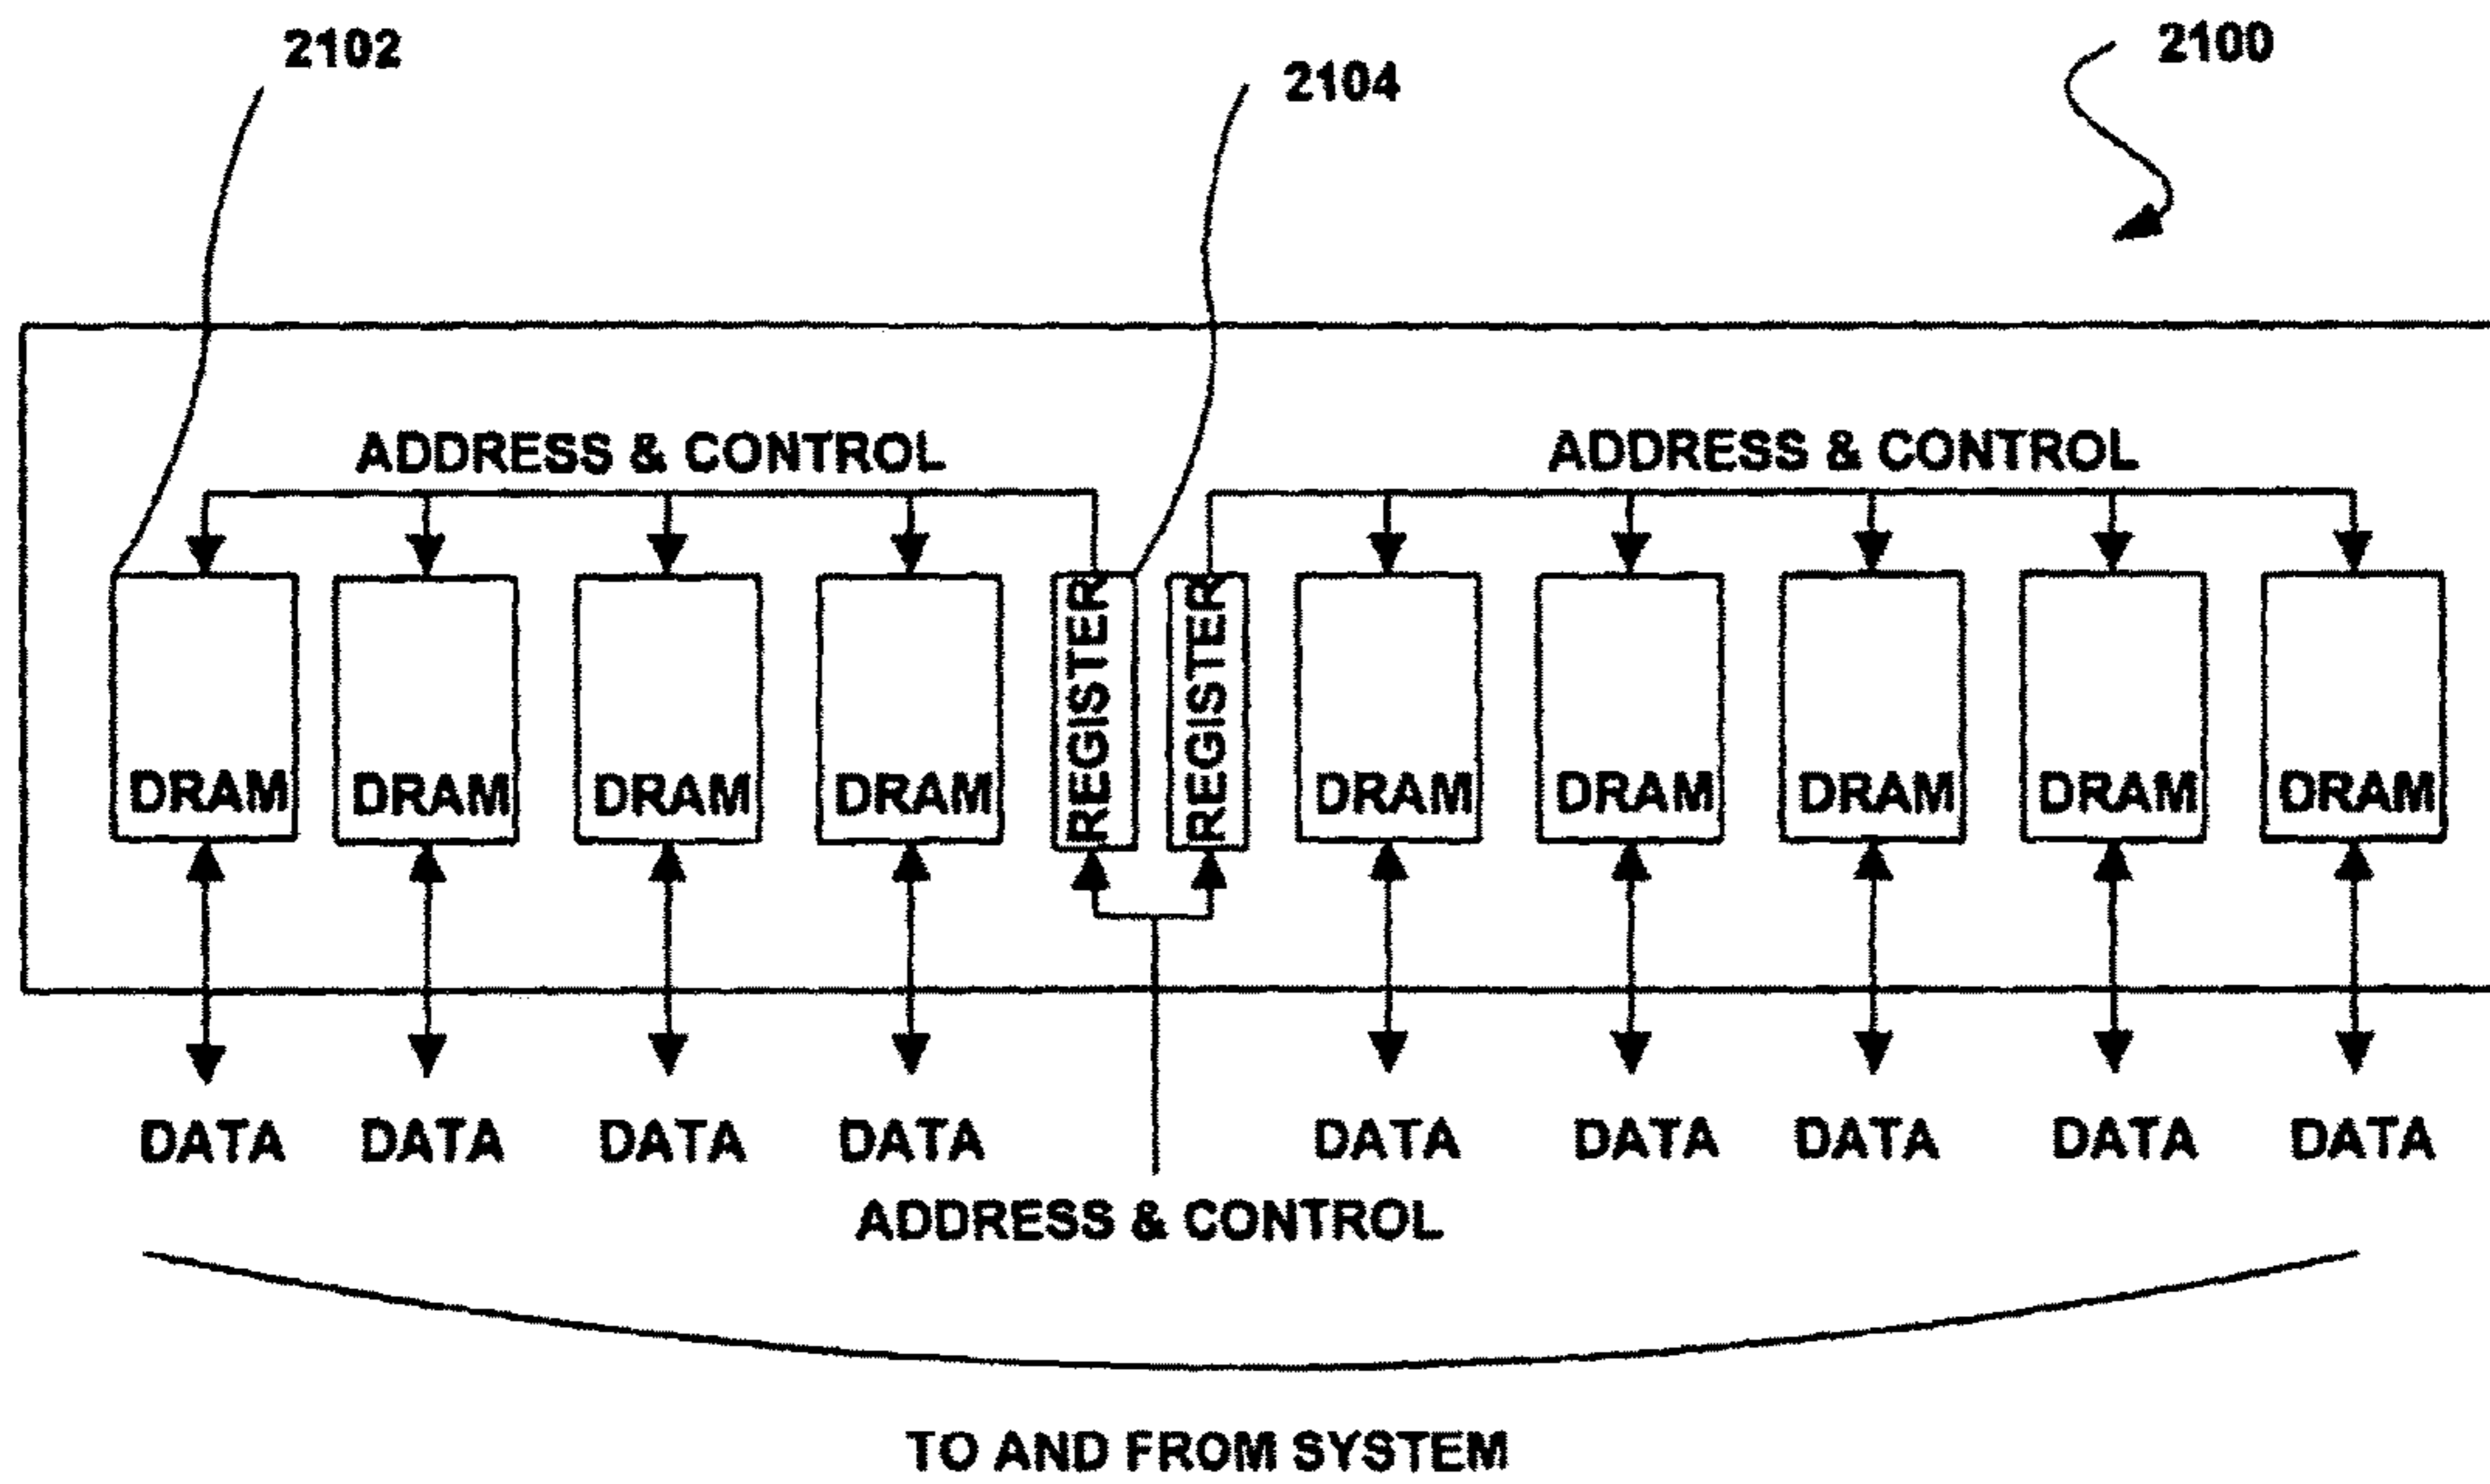 2102
2104
2100
ADDRESS & CONTROL
ADDRESS & CONTROL
REGISTER
REGISTER
DRAM DRAM DRAM DRAM DRAM DRAM DRAM DRAM DRAM
DATA DATA DATA DATA DATA DATA DATA DATA DATA
ADDRESS & CONTROL
TO AND FROM SYSTEM